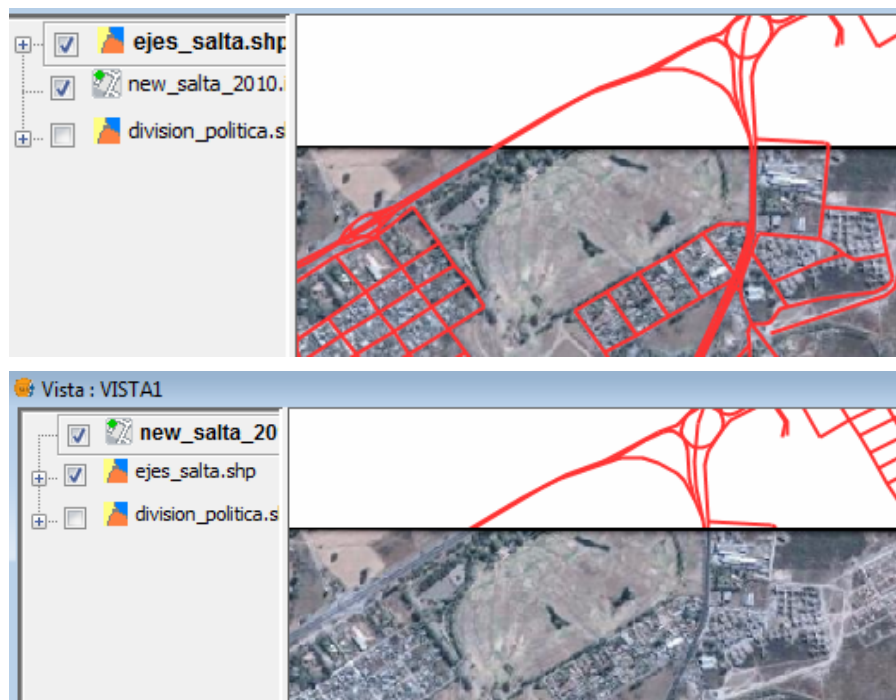 ejes_salta.shp
new_salta_2010.
division_politica.s
Vista : VISTA1
new_salta_20
ejes_salta.shp
division_politica.s